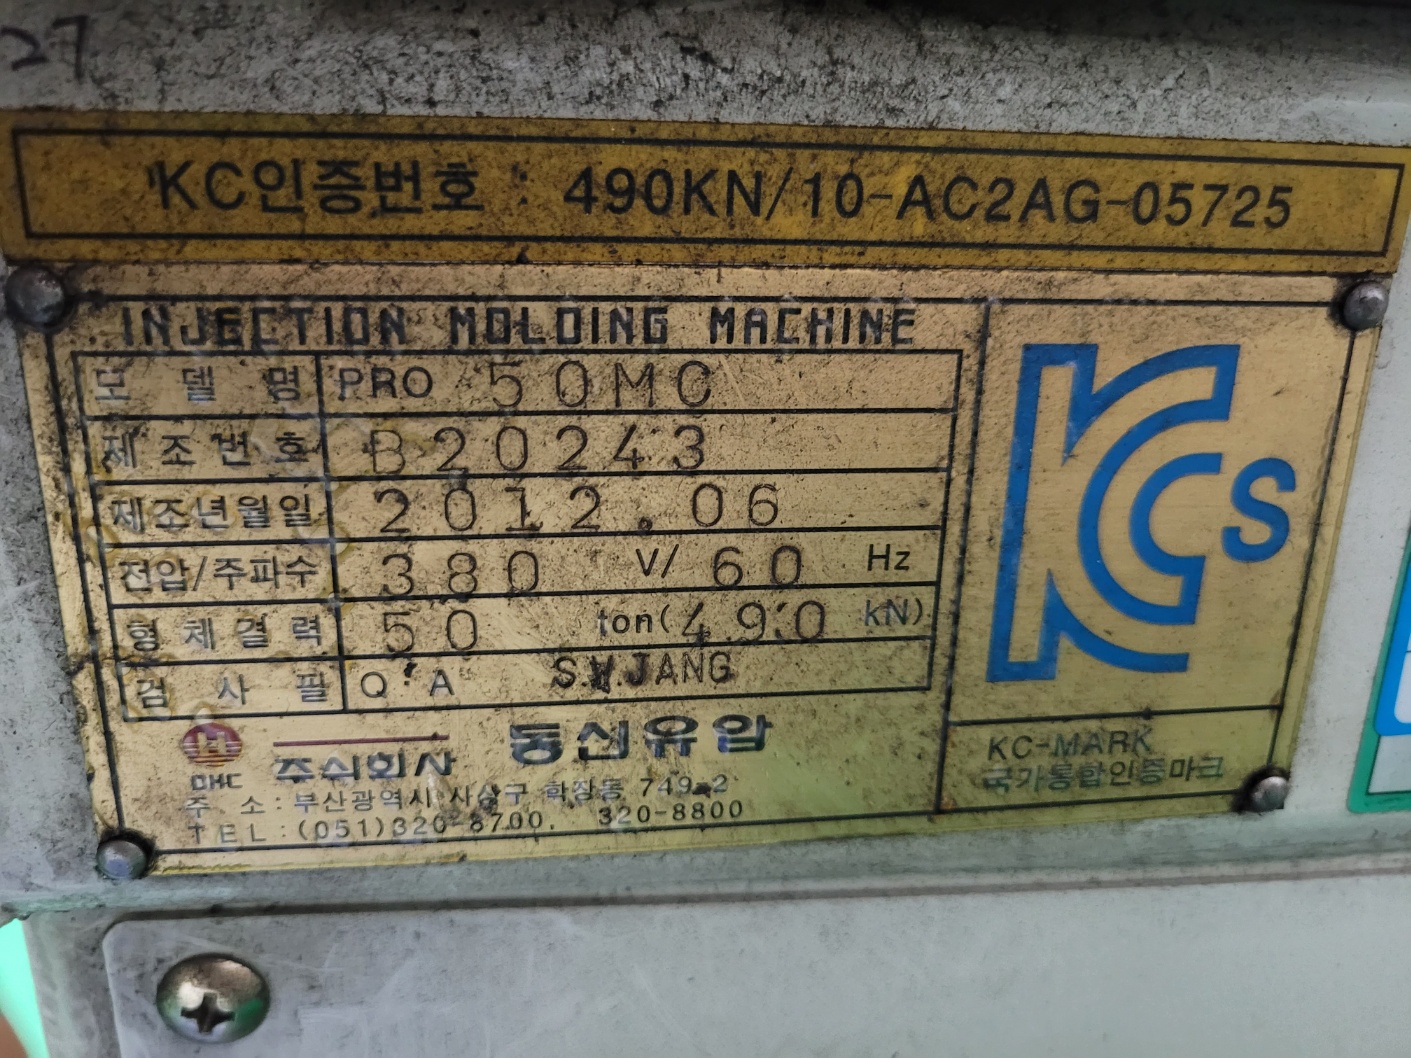 27
KC인증번호 : 490KN/10-AC2AG-05725
INJECTION MOLDING MACHINE
모 델 명 PRO 50MC
제 조 번 호 B20243
제조년월일 2012.06
전압/주파수 380 V/ 60 Hz
형 체 결 력 50 ton(490 kN)
검 사 필 Q.A S.W.JANG
DHC 주식회사 동신유압
주 소 : 부산광역시 사상구 학장동 749-2
TEL : (051)320-8700, 320-8800
KCs
KC-MARK
국가통합인증마크